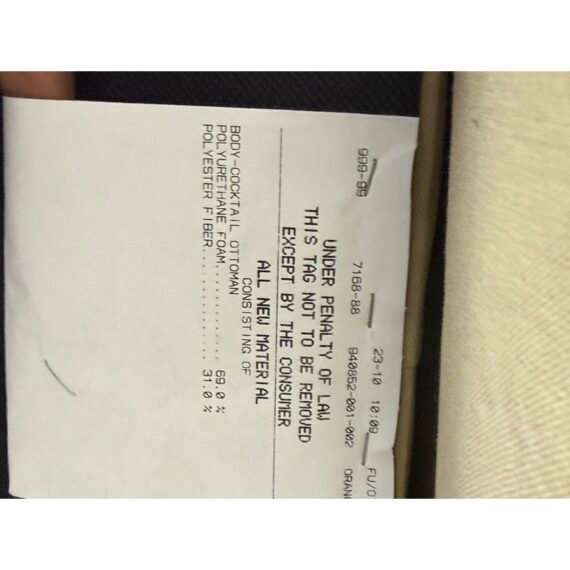 23-10 10:09 FU/0
999-99 7168-88 940852-001-002 ORANG
UNDER PENALTY OF LAW
THIS TAG NOT TO BE REMOVED
EXCEPT BY THE CONSUMER
ALL NEW MATERIAL
CONSISTING OF
BODY-COCKTAIL OTTOMAN
POLYURETHANE FOAM............. 69.0 %
POLYESTER FIBER............... 31.0 %